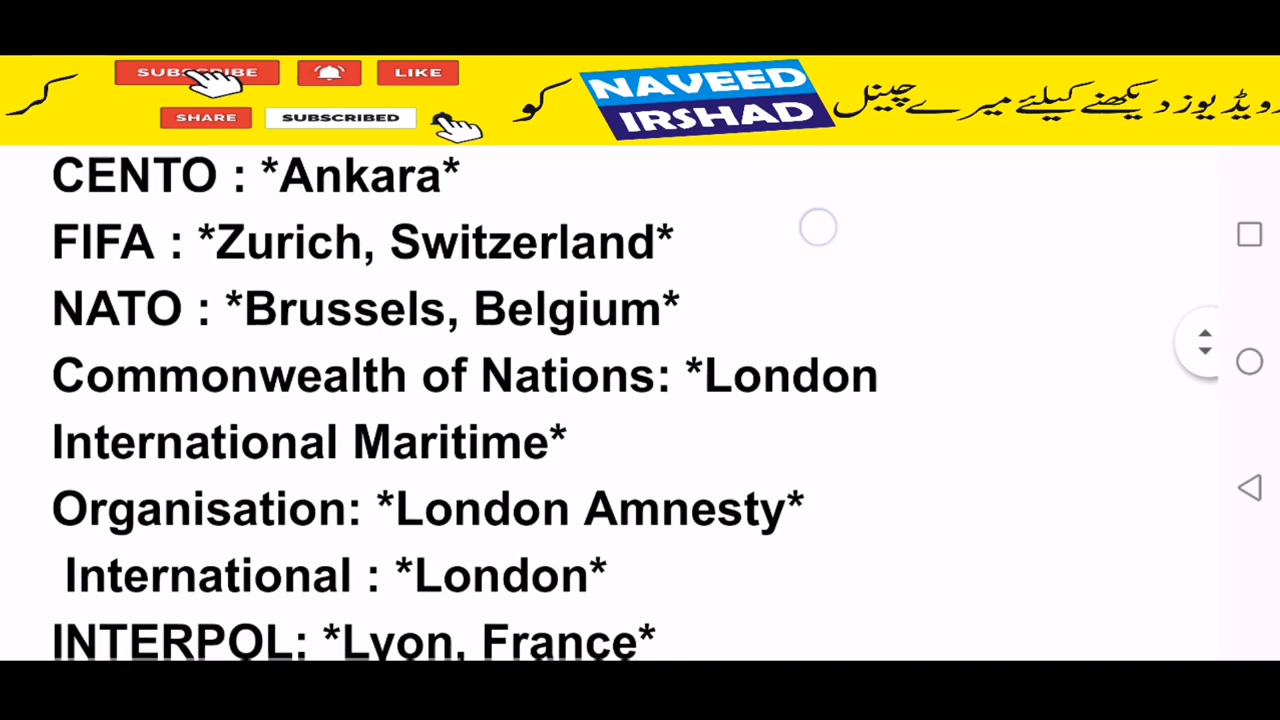 SUBSCRIBE LIKE
SHARE SUBSCRIBED
ویڈیوز دیکھنے کیلئے میرے چینل NAVEED IRSHAD کو کر
CENTO : *Ankara*
FIFA : *Zurich, Switzerland*
NATO : *Brussels, Belgium*
Commonwealth of Nations: *London
International Maritime*
Organisation: *London Amnesty*
International : *London*
INTERPOL: *Lyon, France*